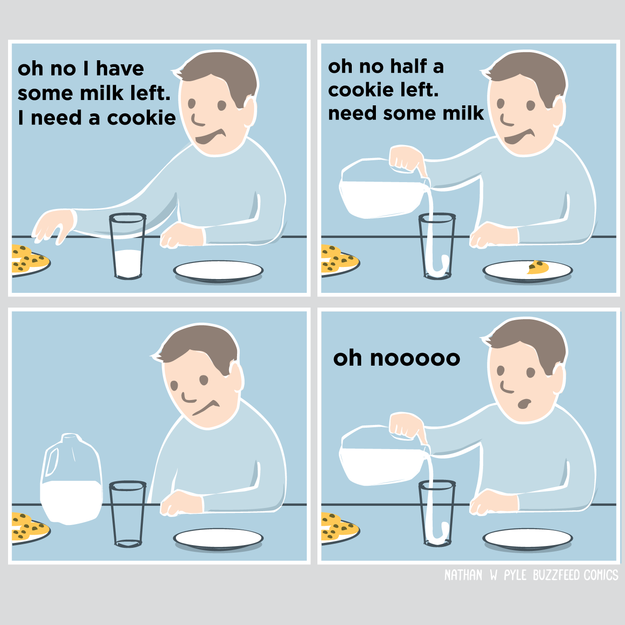 oh no I have
some milk left.
I need a cookie
oh no half a
cookie left.
need some milk
oh nooooo
NATHAN W PYLE BUZZFEED COMICS